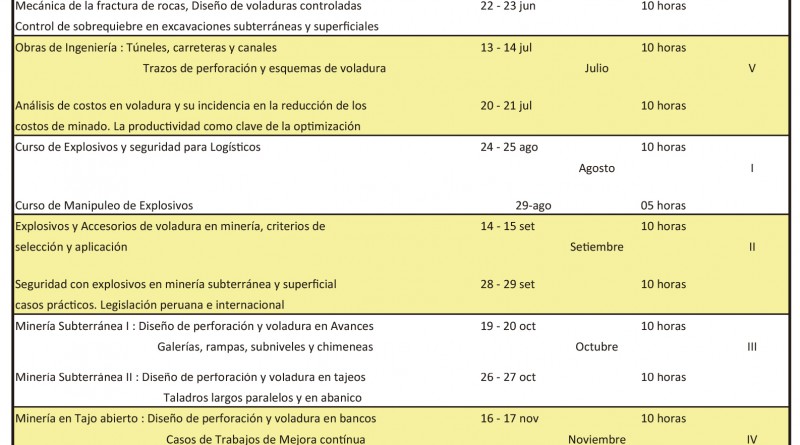 Mecánica de la fractura de rocas, Diseño de voladuras controladas 22 - 23 jun 10 horas
Control de sobrequiebre en excavaciones subterráneas y superficiales
Obras de Ingeniería : Túneles, carreteras y canales 13 - 14 jul 10 horas
Trazos de perforación y esquemas de voladura Julio V
Análisis de costos en voladura y su incidencia en la reducción de los 20 - 21 jul 10 horas
costos de minado. La productividad como clave de la optimización
Curso de Explosivos y seguridad para Logísticos 24 - 25 ago 10 horas
Agosto I
Curso de Manipuleo de Explosivos 29-ago 05 horas
Explosivos y Accesorios de voladura en minería, criterios de 14 - 15 set 10 horas
selección y aplicación Setiembre II
Seguridad con explosivos en minería subterránea y superficial 28 - 29 set 10 horas
casos prácticos. Legislación peruana e internacional
Minería Subterránea I : Diseño de perforación y voladura en Avances 19 - 20 oct 10 horas
Galerías, rampas, subniveles y chimeneas Octubre III
Mineria Subterránea II : Diseño de perforación y voladura en tajeos 26 - 27 oct 10 horas
Taladros largos paralelos y en abanico
Minería en Tajo abierto : Diseño de perforación y voladura en bancos 16 - 17 nov 10 horas
Casos de Trabajos de Mejora continua Noviembre IV